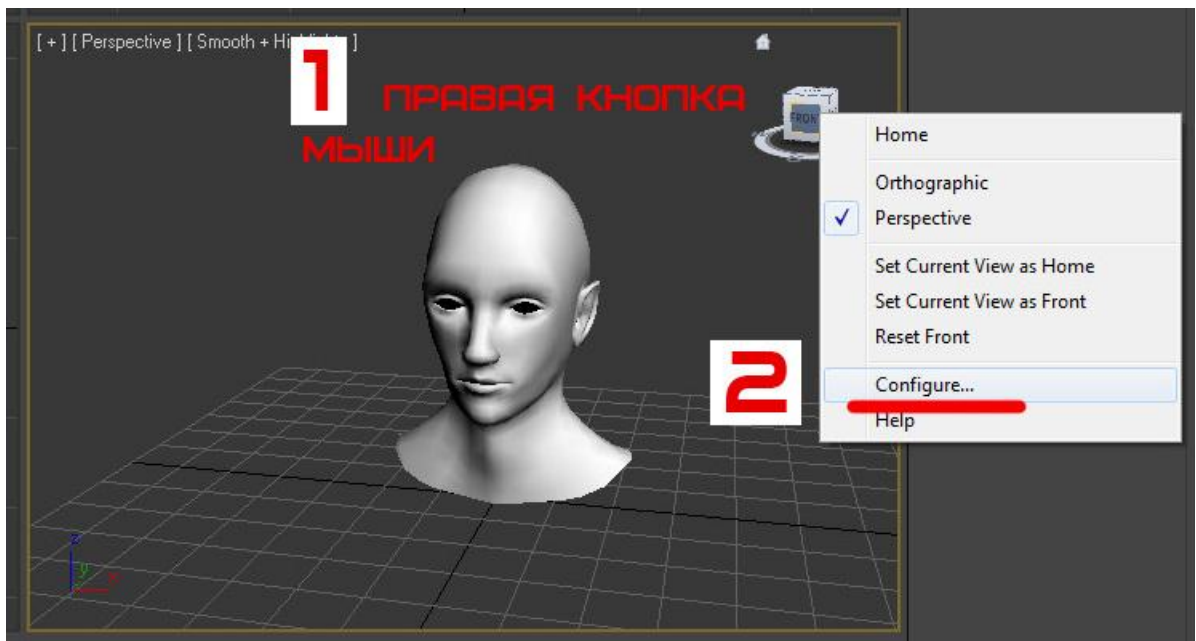 [ + ] [ Perspective ] [ Smooth + Hi ]
1 ПРАВАЯ КНОПКА
МЫШИ
FRONT
Home
Orthographic
Perspective
Set Current View as Home
Set Current View as Front
Reset Front
2
Configure...
Help
z
y
x